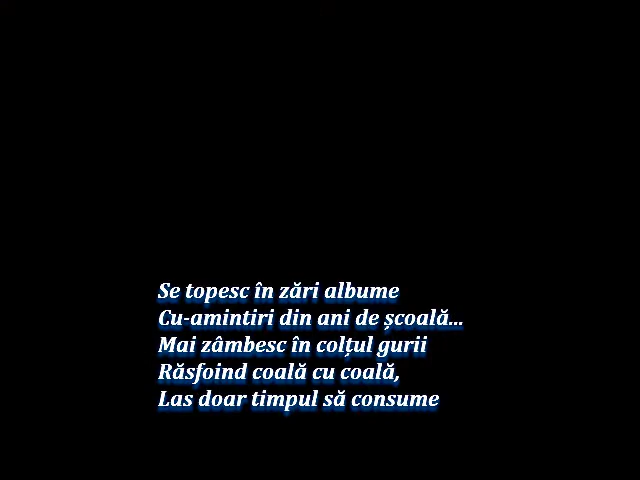 Se topesc în zări albume
Cu-amintiri din ani de școală...
Mai zâmbesc în colțul gurii
Răsfoind coală cu coală,
Las doar timpul să consume